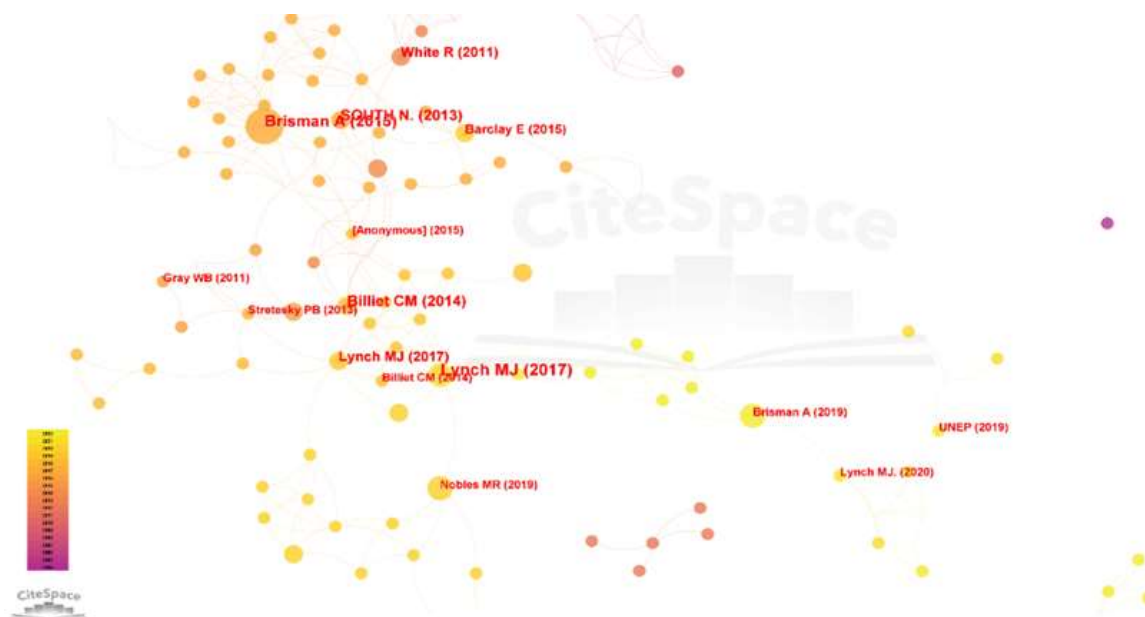 White R (2011)
SOUTH N. (2013)
Brisman A (2015)
Barclay E (2015)
CiteSpace
[Anonymous] (2015)
Gray WB (2011)
Billiet CM (2014)
Stretesky PB (2013)
Lynch MJ (2017)
Lynch MJ (2017)
Billiet CM (2014)
Brisman A (2019)
UNEP (2019)
Lynch MJ. (2020)
Nobles MR (2019)
CiteSpace